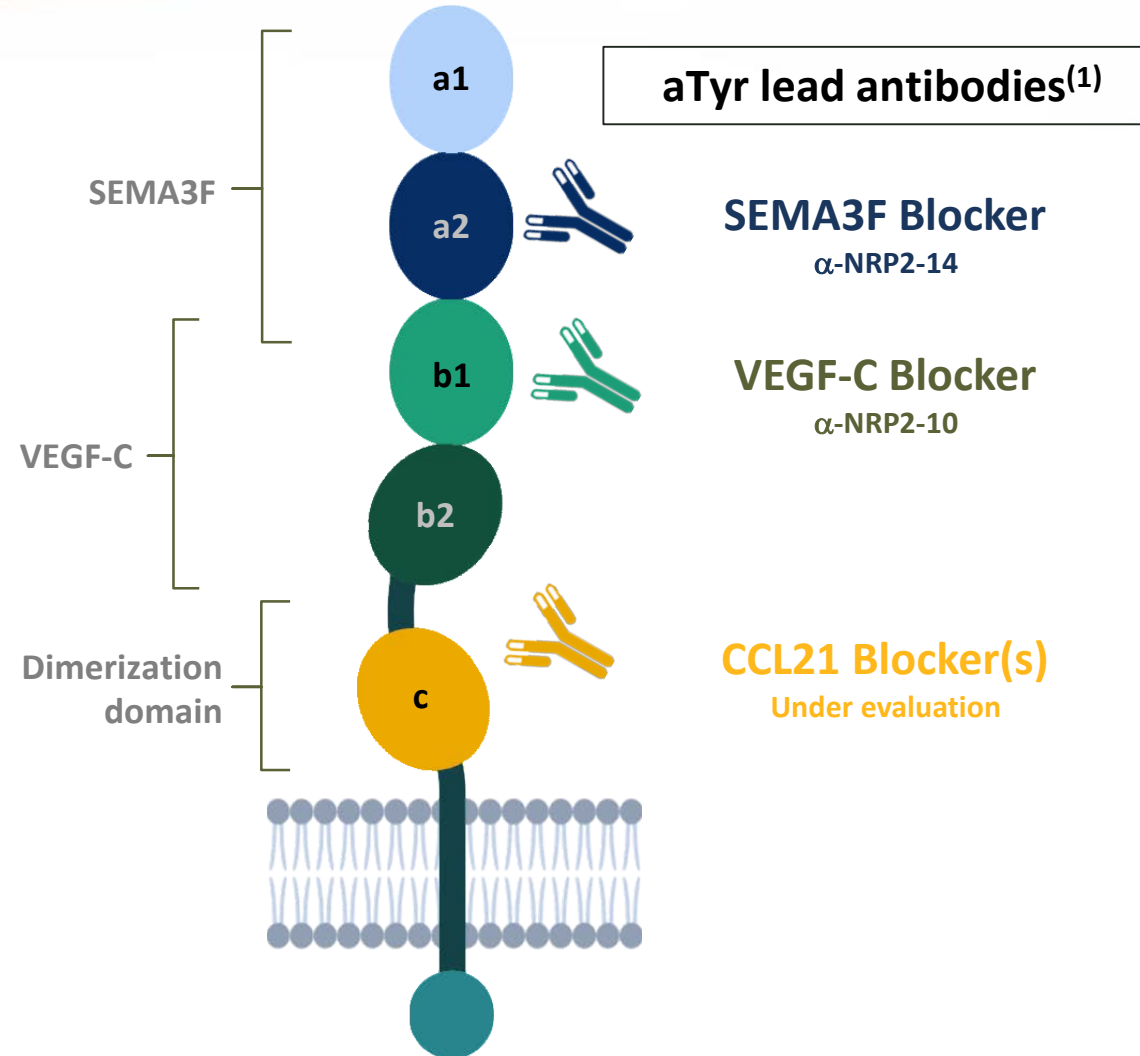 aTyr lead antibodies(1)
a1
SEMA3F
a2
SEMA3F Blocker
α-NRP2-14
b1
VEGF-C Blocker
α-NRP2-10
VEGF-C
b2
Dimerization
domain
c
CCL21 Blocker(s)
Under evaluation